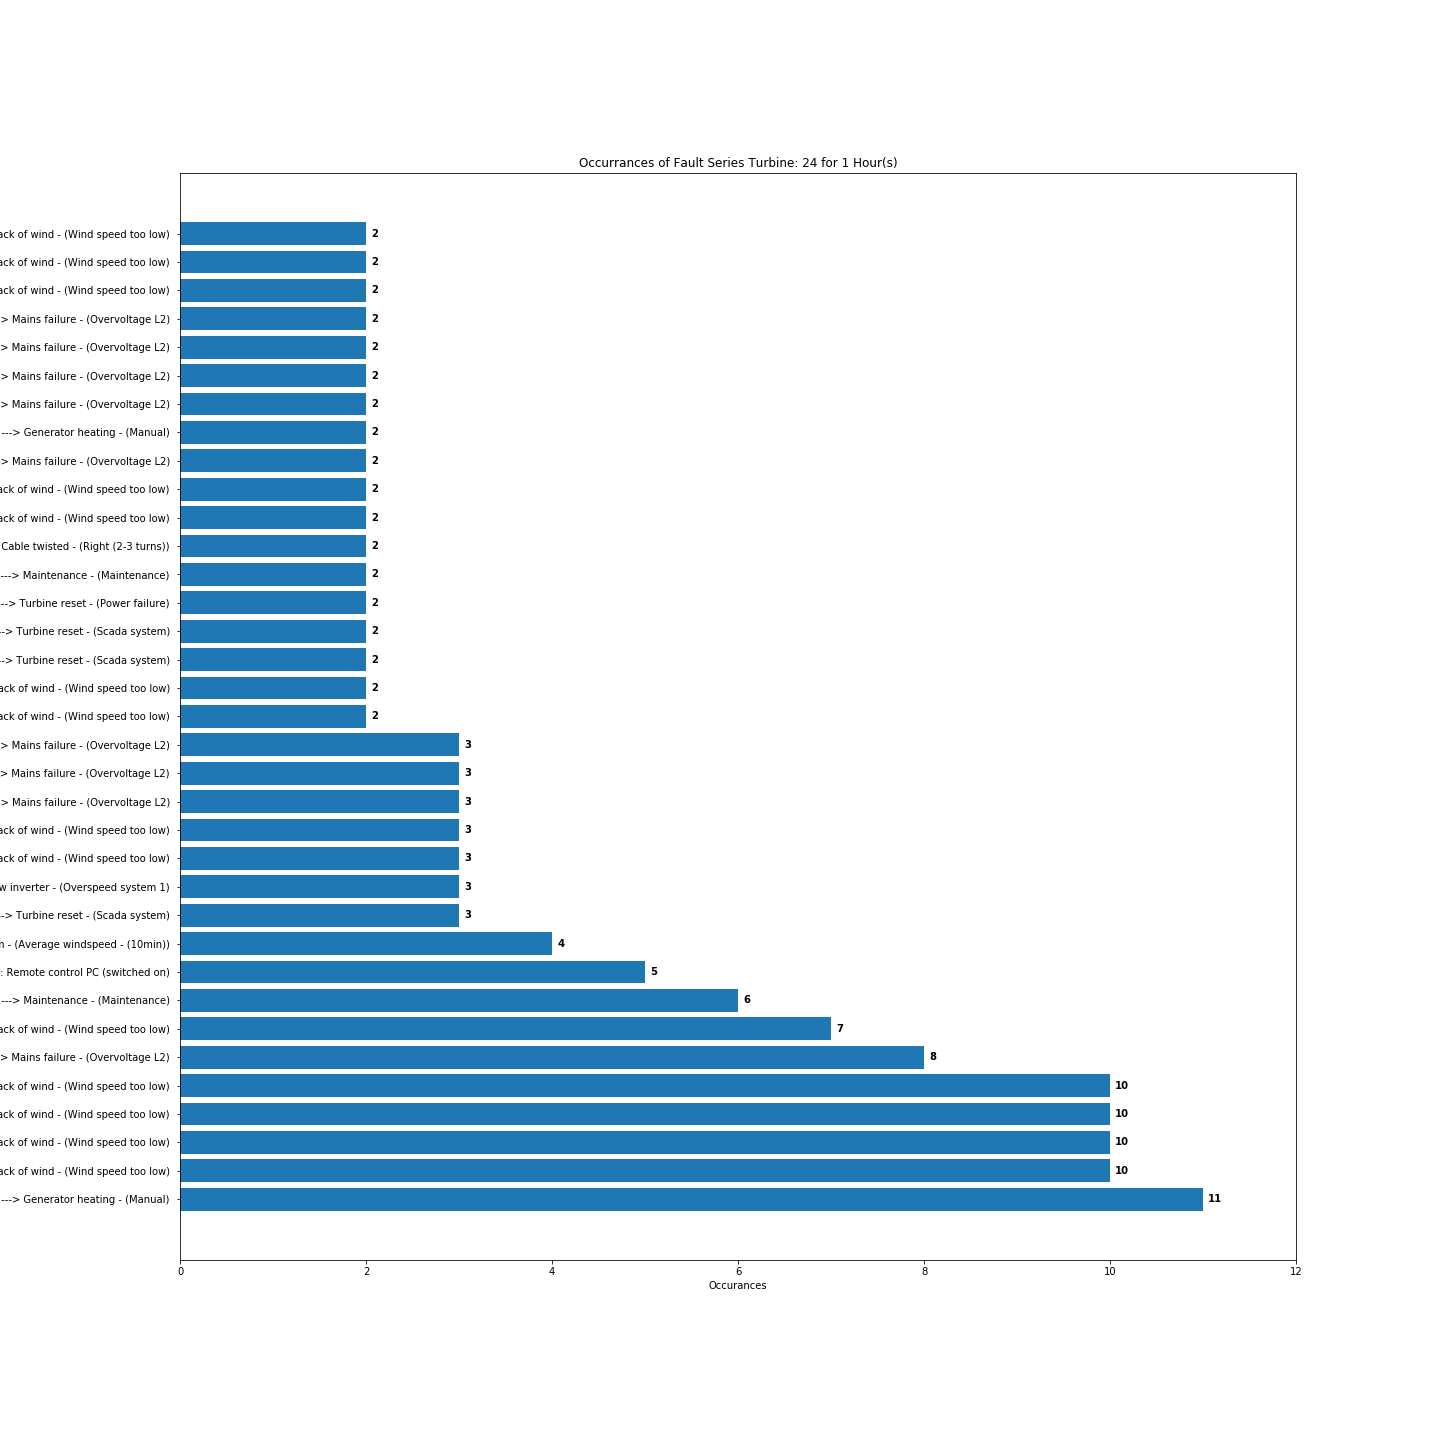 Occurrances of Fault Series Turbine: 24 for 1 Hour(s)
ack of wind - (Wind speed too low) 2
ack of wind - (Wind speed too low) 2
ack of wind - (Wind speed too low) 2
> Mains failure - (Overvoltage L2) 2
> Mains failure - (Overvoltage L2) 2
> Mains failure - (Overvoltage L2) 2
> Mains failure - (Overvoltage L2) 2
---> Generator heating - (Manual) 2
> Mains failure - (Overvoltage L2) 2
ack of wind - (Wind speed too low) 2
ack of wind - (Wind speed too low) 2
Cable twisted - (Right (2-3 turns)) 2
---> Maintenance - (Maintenance) 2
--> Turbine reset - (Power failure) 2
-> Turbine reset - (Scada system) 2
-> Turbine reset - (Scada system) 2
ack of wind - (Wind speed too low) 2
ack of wind - (Wind speed too low) 2
> Mains failure - (Overvoltage L2) 3
> Mains failure - (Overvoltage L2) 3
> Mains failure - (Overvoltage L2) 3
ack of wind - (Wind speed too low) 3
ack of wind - (Wind speed too low) 3
w inverter - (Overspeed system 1) 3
-> Turbine reset - (Scada system) 3
n - (Average windspeed - (10min)) 4
: Remote control PC (switched on) 5
---> Maintenance - (Maintenance) 6
ack of wind - (Wind speed too low) 7
> Mains failure - (Overvoltage L2) 8
ack of wind - (Wind speed too low) 10
ack of wind - (Wind speed too low) 10
ack of wind - (Wind speed too low) 10
ack of wind - (Wind speed too low) 10
---> Generator heating - (Manual) 11
0 2 4 6 8 10 12
Occurances